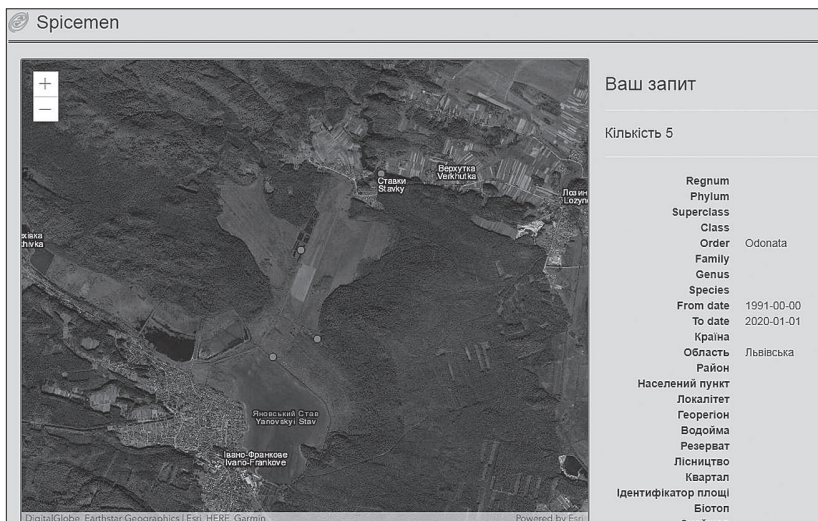 Spicemen
+
−
Ставки
Stavky
Верхутка
Verkhutka
Яновський Став
Yanovskyi Stav
Івано-Франкове
Ivano-Frankove
DigitalGlobe, Earthstar Geographics | Esri, HERE, Garmin
Powered by Esri
Ваш запит
Кількість 5
Regnum
Phylum
Superclass
Class
Order Odonata
Family
Genus
Species
From date 1991-00-00
To date 2020-01-01
Країна
Область Львівська
Район
Населений пункт
Локалітет
Георегіон
Водойма
Резерват
Лісництво
Квартал
Ідентифікатор площі
Біотоп